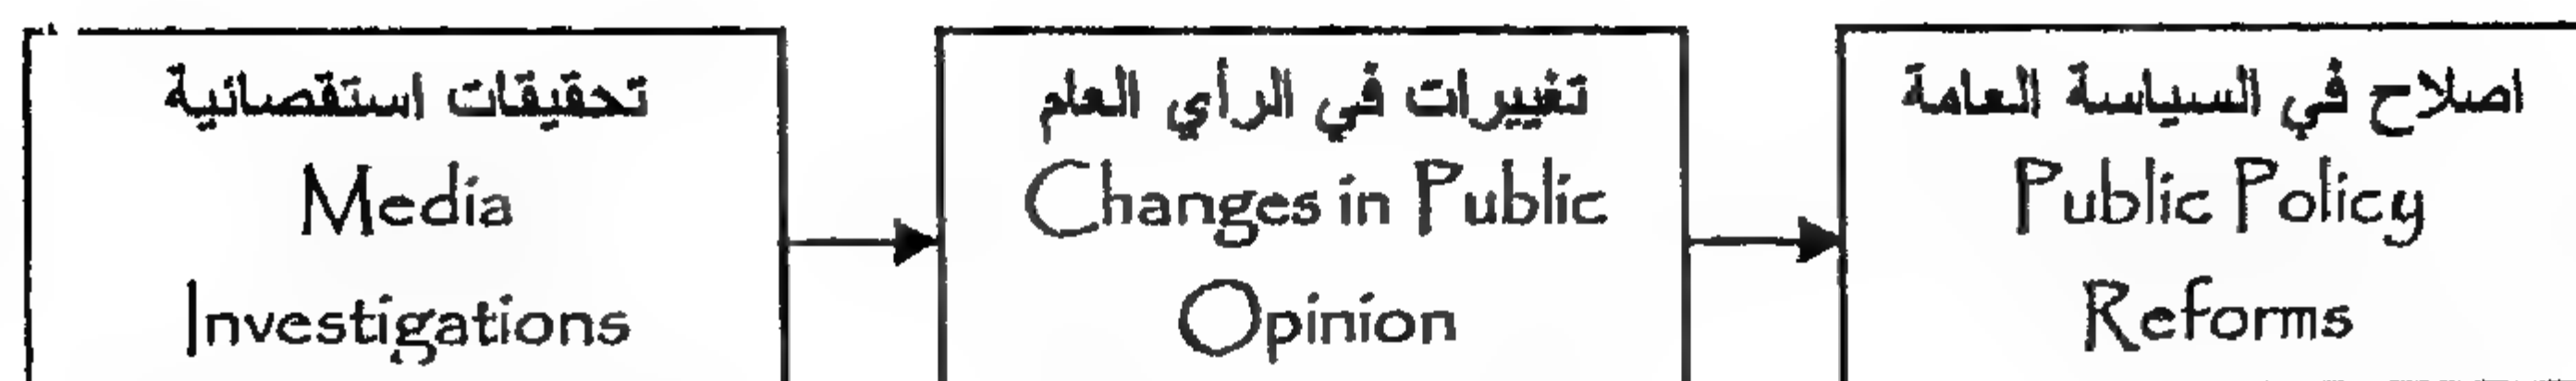 تحقيقات استقصائية
Media
Investigations
تغييرات في الرأي العام
Changes in Public
Opinion
اصلاح في السياسة العامة
Public Policy
Reforms